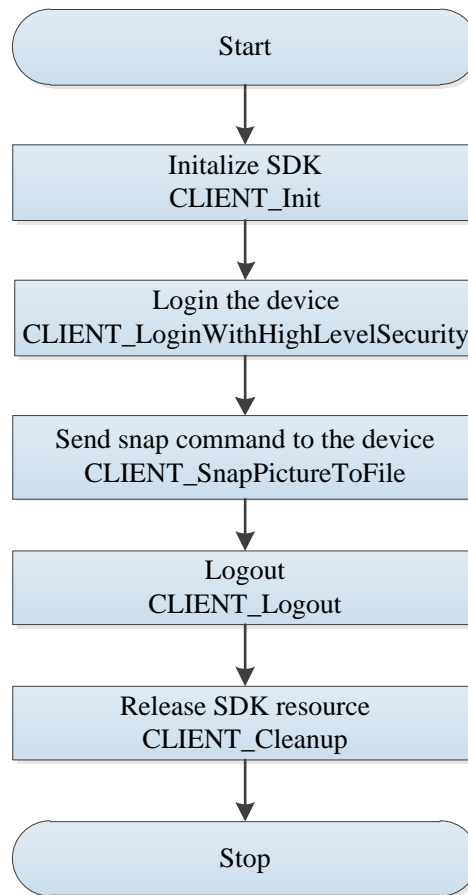 Start
Initalize SDK
CLIENT_Init
Login the device
CLIENT_LoginWithHighLevelSecurity
Send snap command to the device
CLIENT_SnapPictureToFile
Logout
CLIENT_Logout
Release SDK resource
CLIENT_Cleanup
Stop